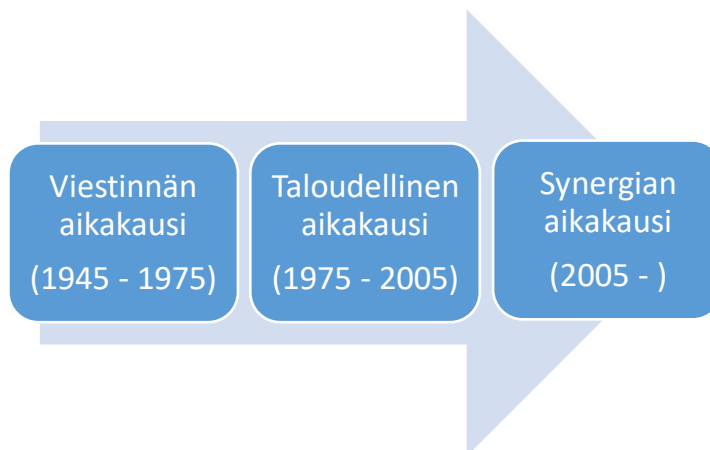 Viestinnän
aikakausi
(1945 - 1975)
Taloudellinen
aikakausi
(1975 - 2005)
Synergian
aikakausi
(2005 - )